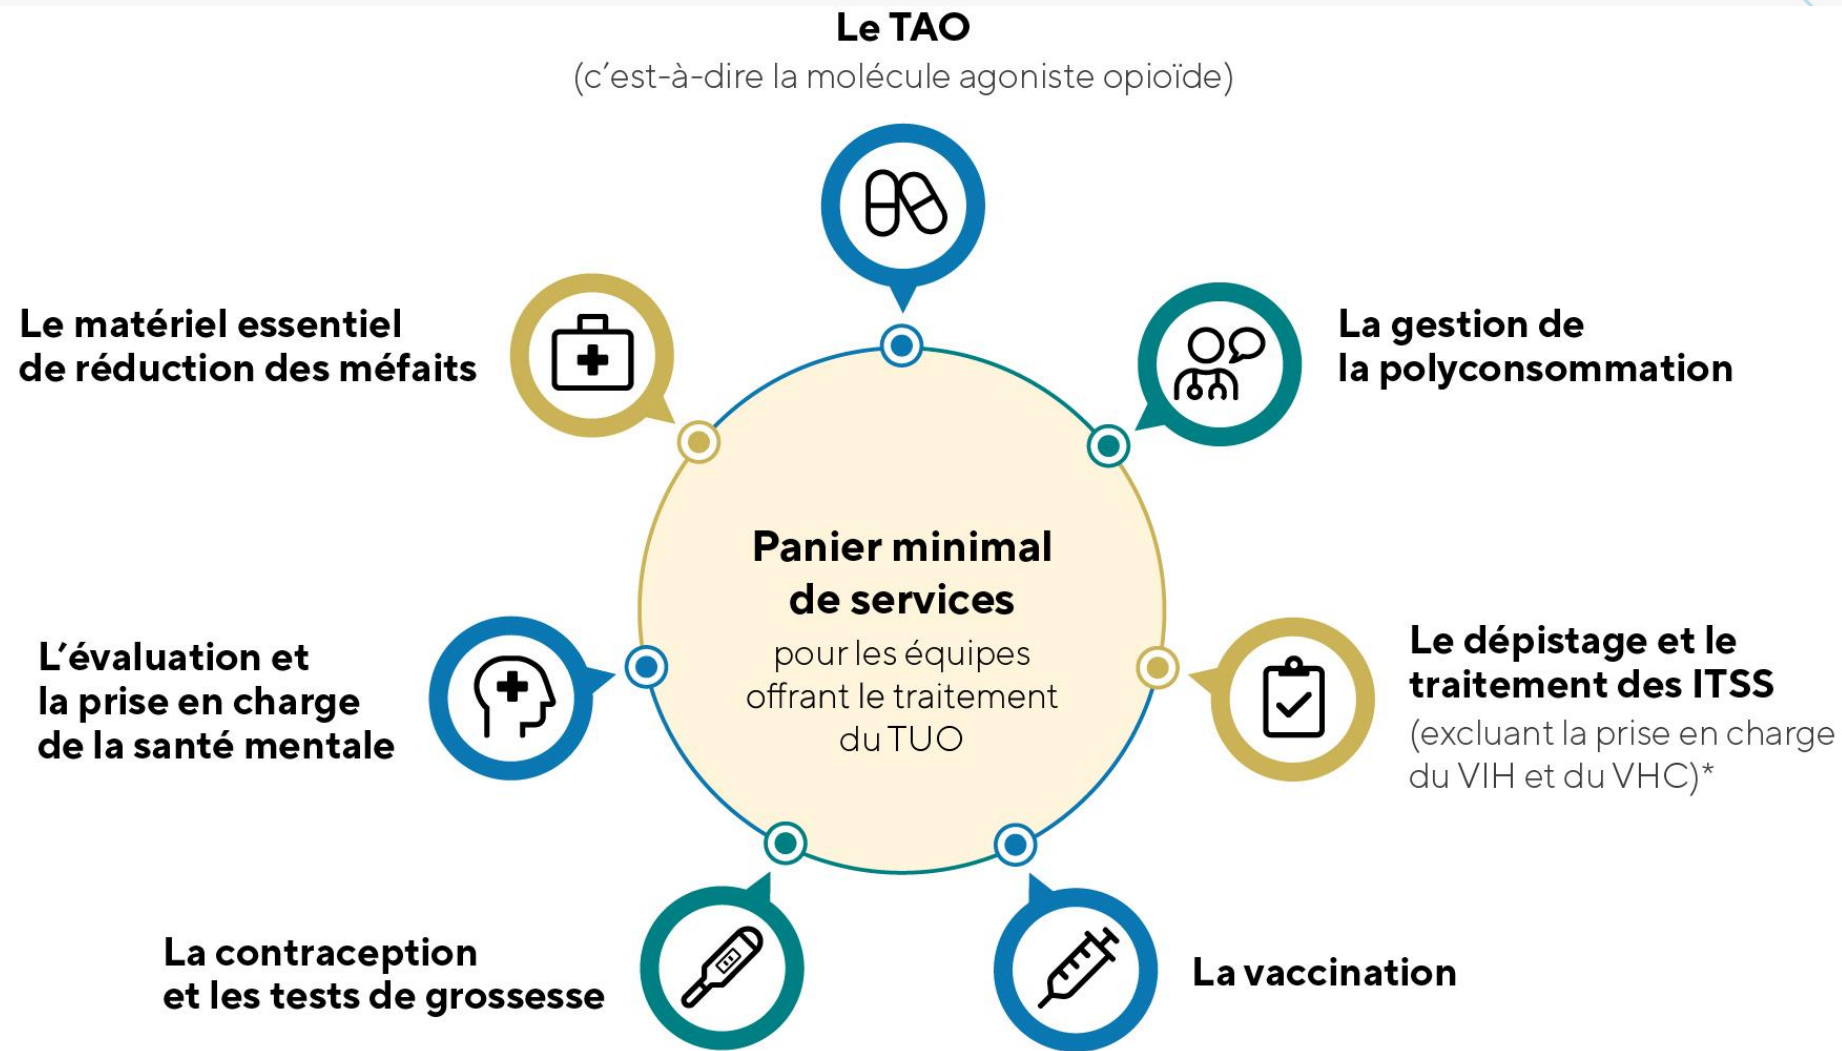 Le TAO
(c'est-à-dire la molécule agoniste opioïde)
Le matériel essentiel
de réduction des méfaits
La gestion de
la polyconsommation
Panier minimal
de services
pour les équipes
offrant le traitement
du TUO
L'évaluation et
la prise en charge
de la santé mentale
Le dépistage et le
traitement des ITSS
(excluant la prise en charge
du VIH et du VHC)*
La contraception
et les tests de grossesse
La vaccination